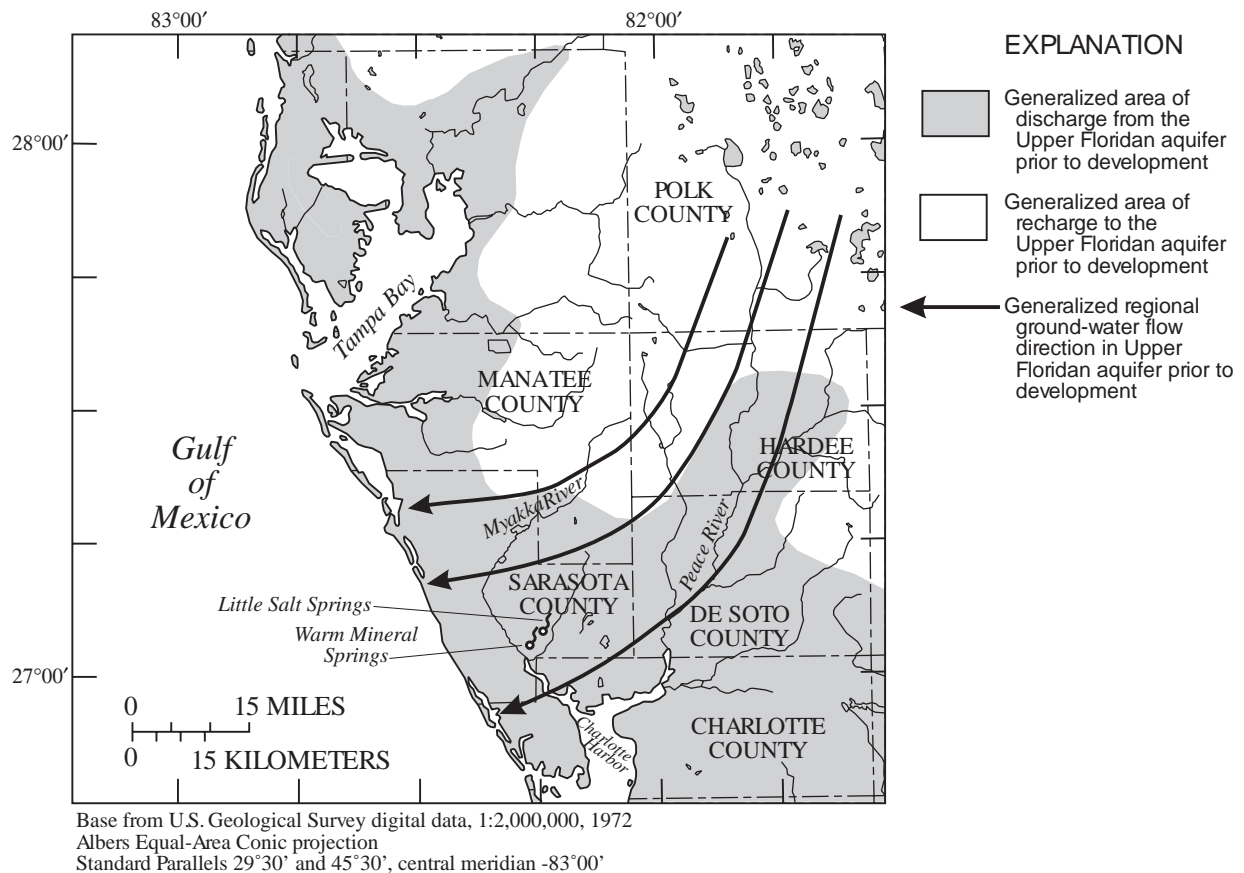 83°00′
82°00′
28°00′
27°00′
POLK
COUNTY
Tampa Bay
MANATEE
COUNTY
HARDEE
COUNTY
Gulf
of
Mexico
Myakka River
Peace River
SARASOTA
COUNTY
Little Salt Springs
Warm Mineral
Springs
DE SOTO
COUNTY
CHARLOTTE
COUNTY
Charlotte
Harbor
0 15 MILES
0 15 KILOMETERS
EXPLANATION
Generalized area of
discharge from the
Upper Floridan aquifer
prior to development
Generalized area of
recharge to the
Upper Floridan aquifer
prior to development
Generalized regional
ground-water flow
direction in Upper
Floridan aquifer prior to
development
Base from U.S. Geological Survey digital data, 1:2,000,000, 1972
Albers Equal-Area Conic projection
Standard Parallels 29°30′ and 45°30′, central meridian -83°00′